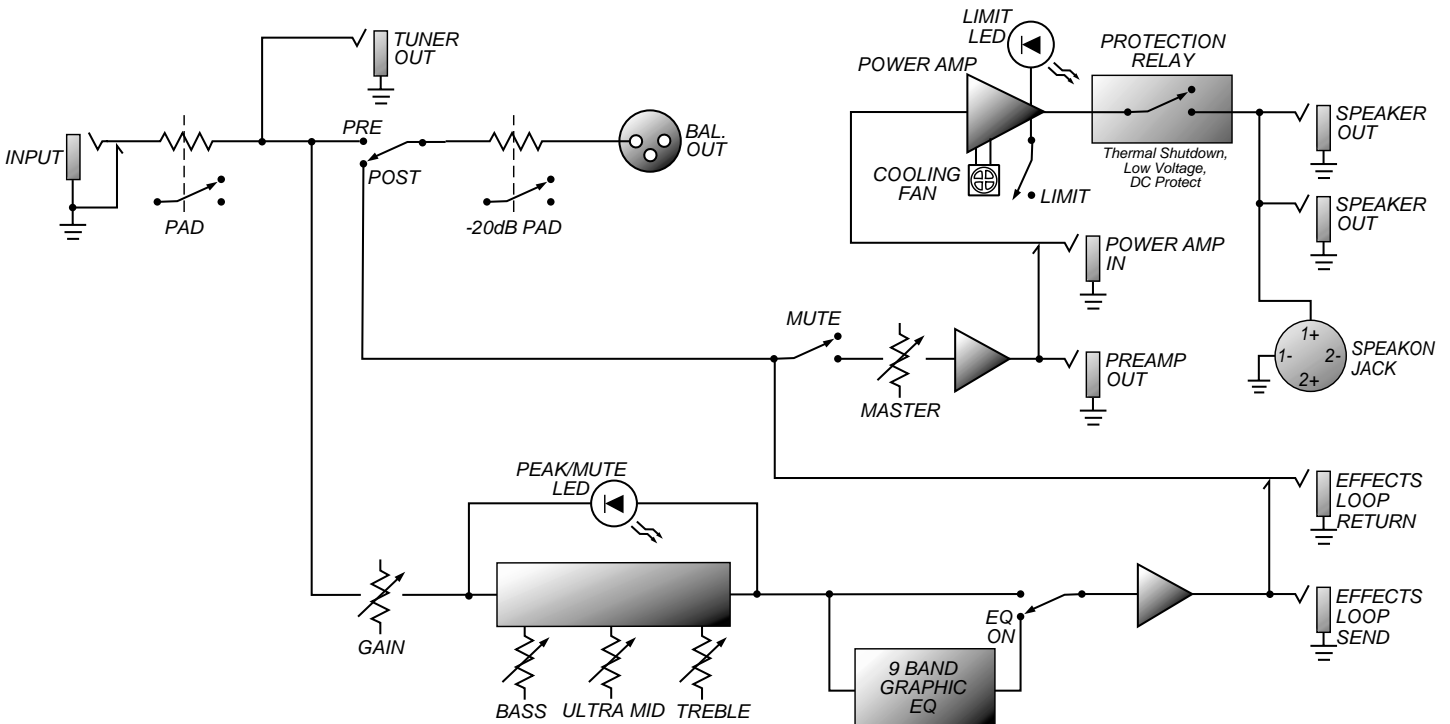 TUNER
OUT
INPUT
PAD
PRE
POST
-20dB PAD
BAL.
OUT
LIMIT
LED
POWER AMP
PROTECTION
RELAY
COOLING
FAN
LIMIT
Thermal Shutdown,
Low Voltage,
DC Protect
SPEAKER
OUT
SPEAKER
OUT
POWER AMP
IN
MUTE
MASTER
PREAMP
OUT
1+
1-
2-
2+
SPEAKON
JACK
PEAK/MUTE
LED
EFFECTS
LOOP
RETURN
GAIN
BASS
ULTRA MID
TREBLE
EQ
ON
9 BAND
GRAPHIC
EQ
EFFECTS
LOOP
SEND